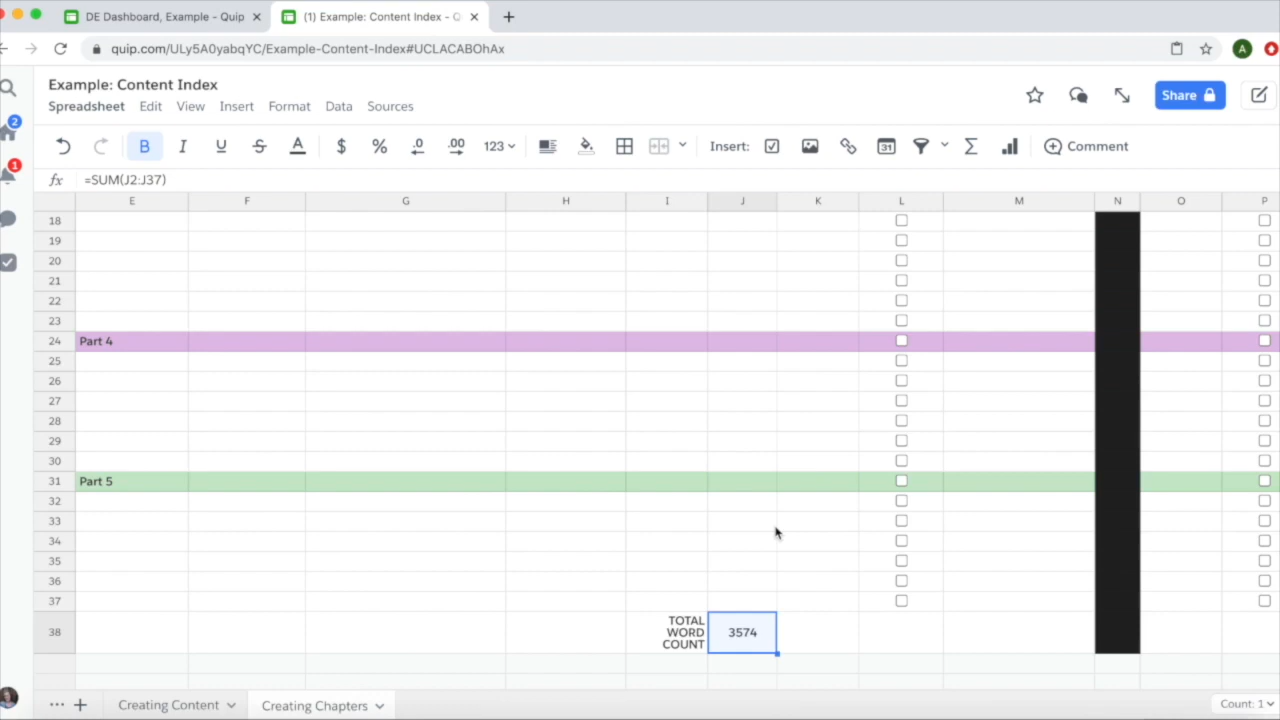 DE Dashboard, Example - Quip
(1) Example: Content Index - Q
quip.com/ULy5A0yabqYC/Example-Content-Index#UCLACABOhAx
A
Example: Content Index
Spreadsheet Edit View Insert Format Data Sources
Share
2
1
B I U S A $ % .0 .00 123 Insert: 31 Σ Comment
fx =SUM(J2:J37)
E F G H I J K L M N O P
18
19
20
21
22
23
24 Part 4
25
26
27
28
29
30
31 Part 5
32
33
34
35
36
37
38 TOTAL
WORD
COUNT
3574
Creating Content
Creating Chapters
Count: 1